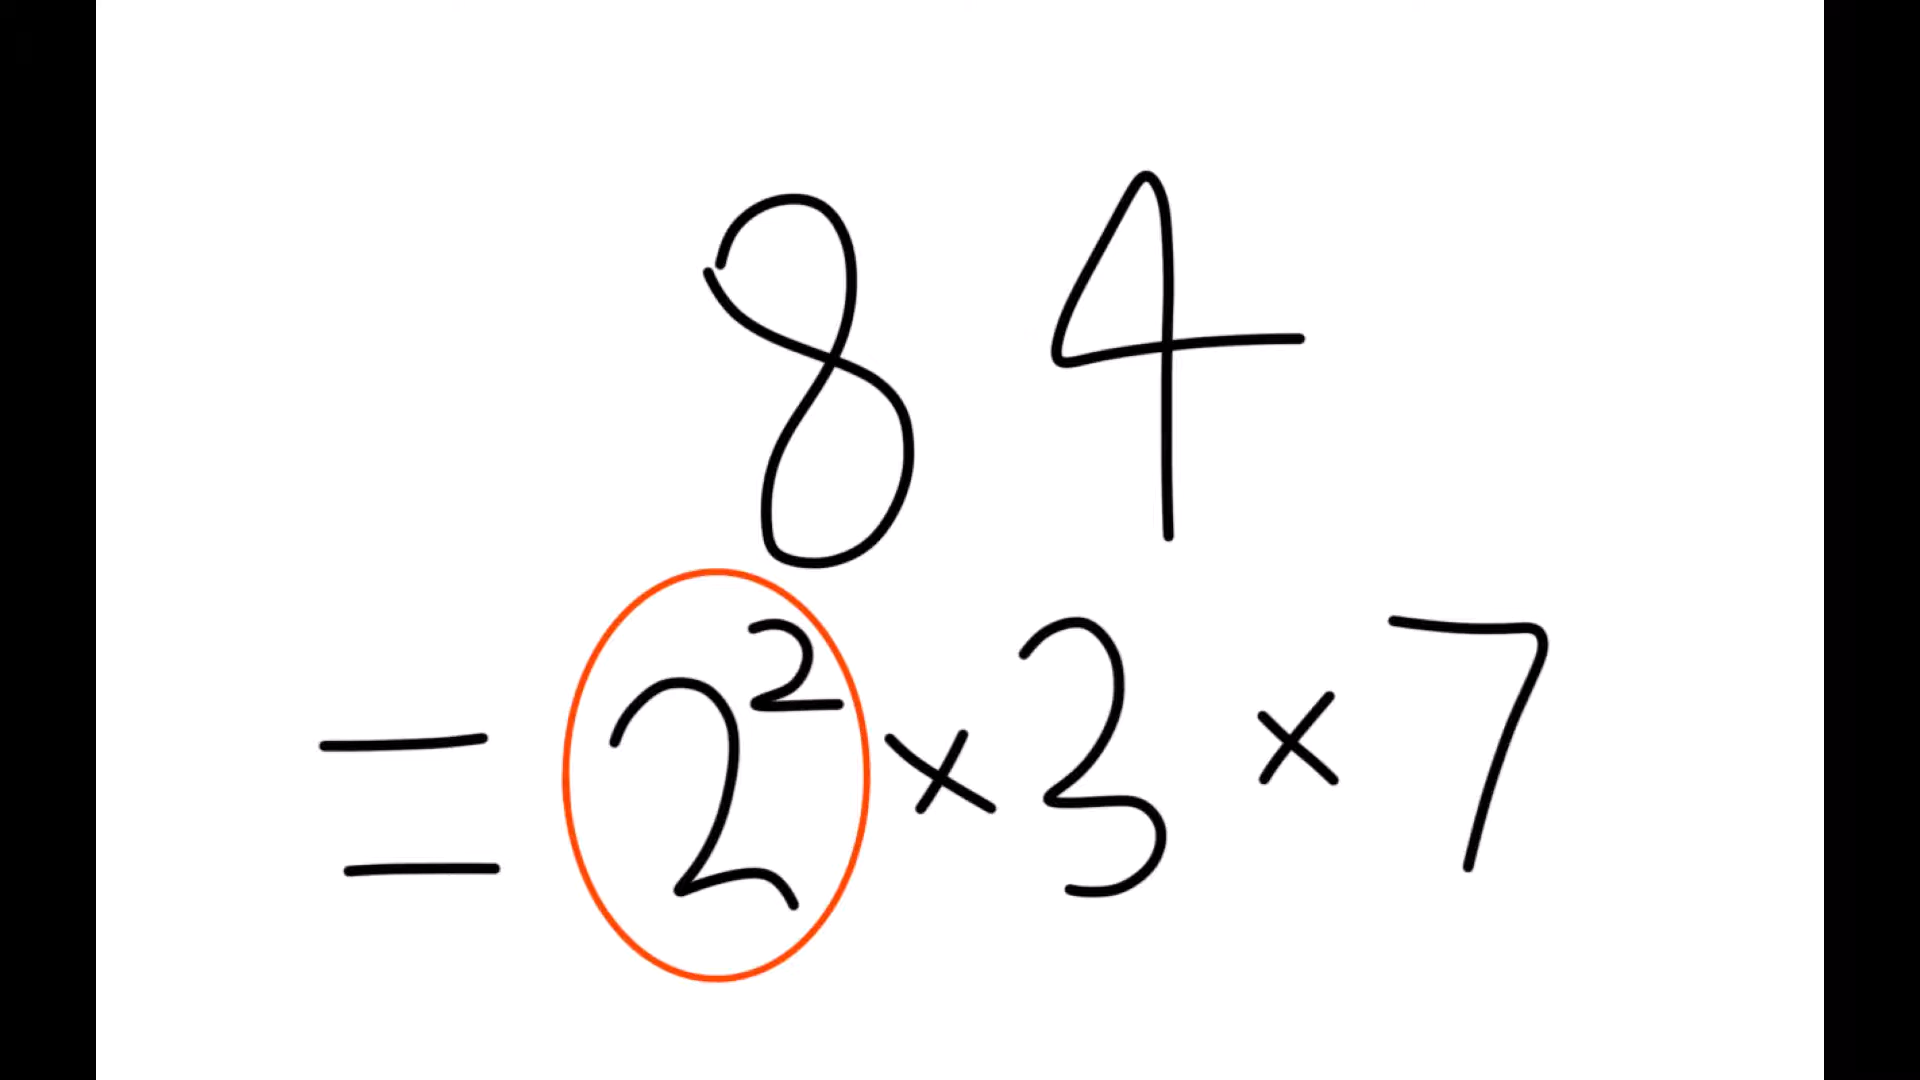 84
= 2² × 3 × 7